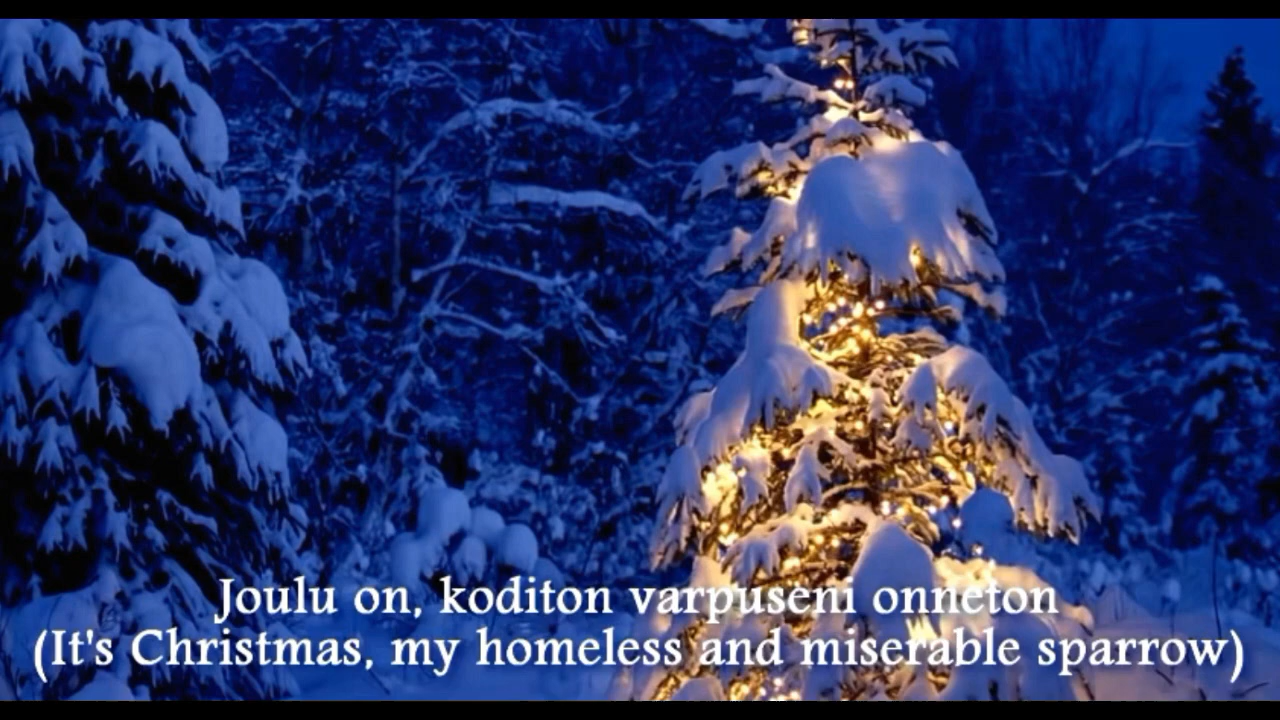 Joulu on, koditon varpuseni onneton
(It's Christmas, my homeless and miserable sparrow)